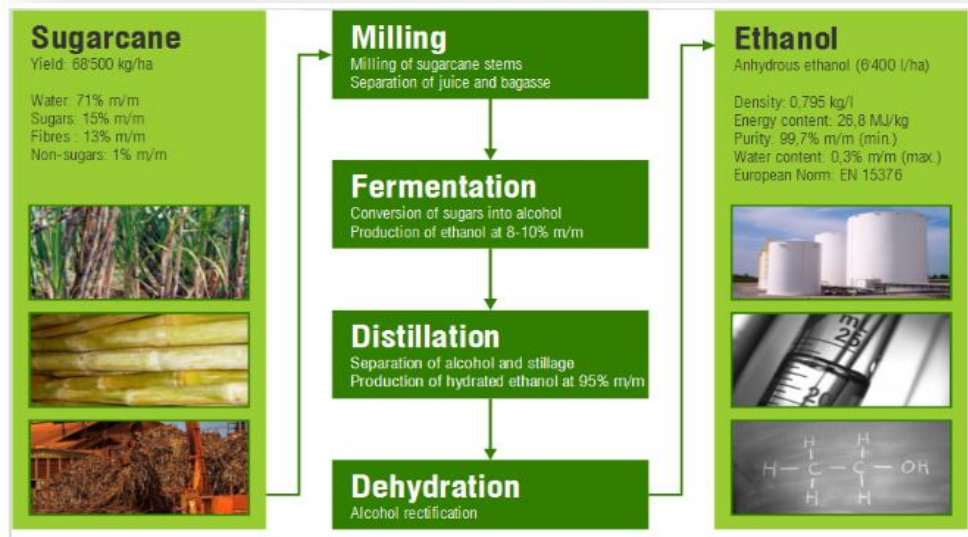 Sugarcane
Yield: 68'500 kg/ha
Water: 71% m/m
Sugars: 15% m/m
Fibres : 13% m/m
Non-sugars: 1% m/m
Milling
Milling of sugarcane stems
Separation of juice and bagasse
Fermentation
Conversion of sugars into alcohol
Production of ethanol at 8-10% m/m
Distillation
Separation of alcohol and stillage
Production of hydrated ethanol at 95% m/m
Dehydration
Alcohol rectification
Ethanol
Anhydrous ethanol (6'400 l/ha)
Density: 0,795 kg/l
Energy content: 26,8 MJ/kg
Purity: 99,7% m/m (min.)
Water content: 0,3% m/m (max.)
European Norm: EN 15376
mL
25
20
H H
H — C — C — OH
H H